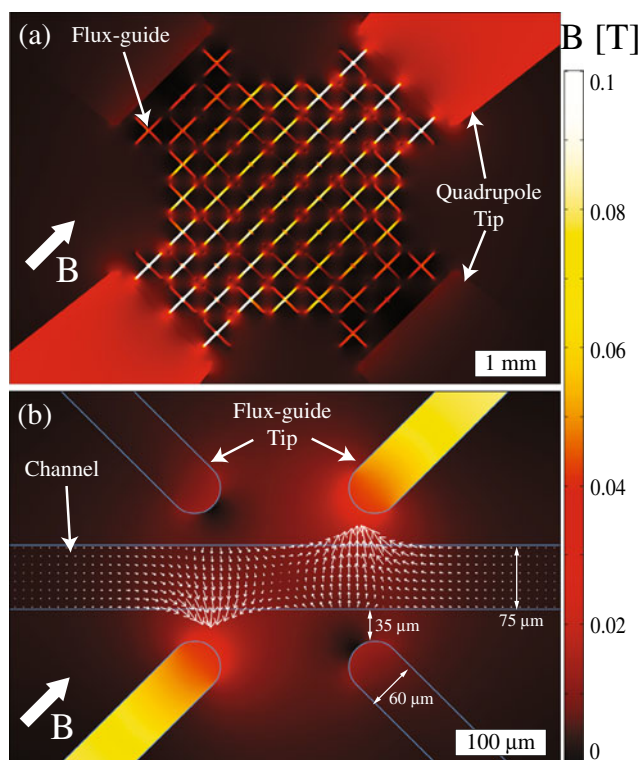 (a)
Flux-guide
B [T]
0.1
Quadrupole
Tip
B
1 mm
0.08
0.06
(b)
Flux-guide
Tip
Channel
0.04
35 µm
75 µm
60 µm
B
100 µm
0.02
0